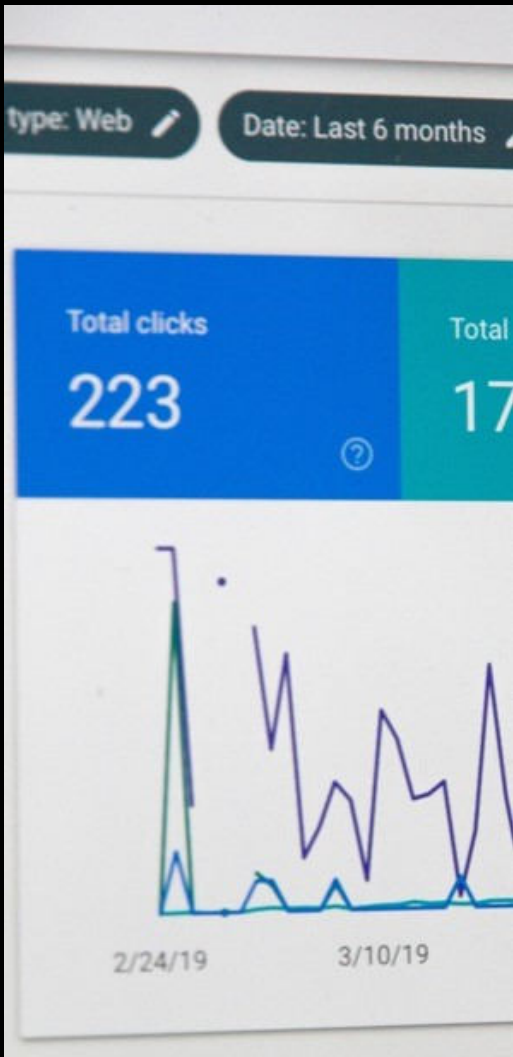 type: Web
Date: Last 6 months
Total clicks
Total
223
17
?
2/24/19
3/10/19